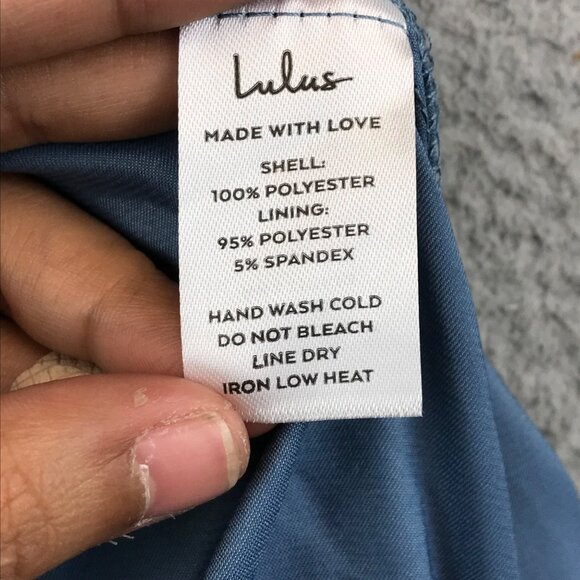 Lulus
MADE WITH LOVE
SHELL:
100% POLYESTER
LINING:
95% POLYESTER
5% SPANDEX
HAND WASH COLD
DO NOT BLEACH
LINE DRY
IRON LOW HEAT